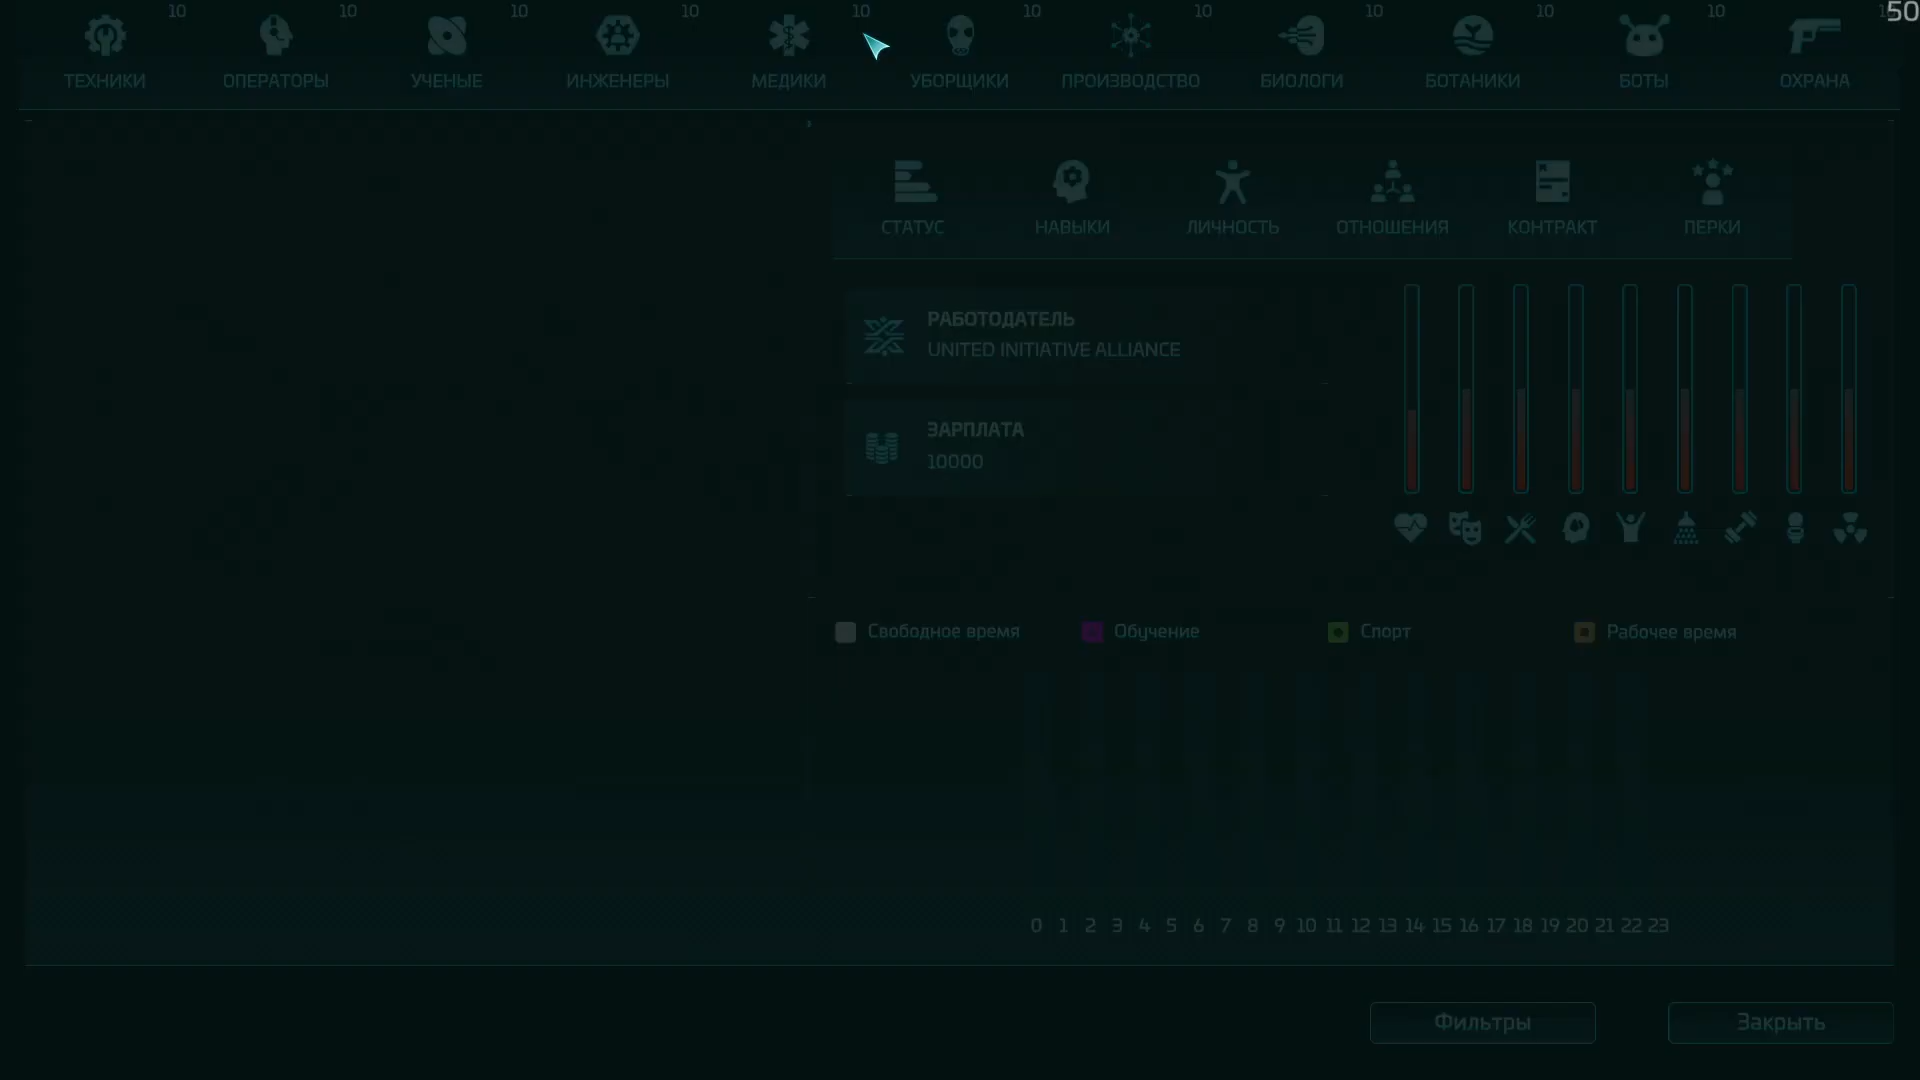 10 10 10 10 10 10 10 10 10 10 50
ТЕХНИКИ ОПЕРАТОРЫ УЧЕНЫЕ ИНЖЕНЕРЫ МЕДИКИ УБОРЩИКИ ПРОИЗВОДСТВО БИОЛОГИ БОТАНИКИ БОТЫ ОХРАНА
СТАТУС НАВЫКИ ЛИЧНОСТЬ ОТНОШЕНИЯ КОНТРАКТ ПЕРКИ
РАБОТОДАТЕЛЬ
UNITED INITIATIVE ALLIANCE
ЗАРПЛАТА
10000
Свободное время Обучение Спорт Рабочее время
0 1 2 3 4 5 6 7 8 9 10 11 12 13 14 15 16 17 18 19 20 21 22 23
Фильтры Закрыть